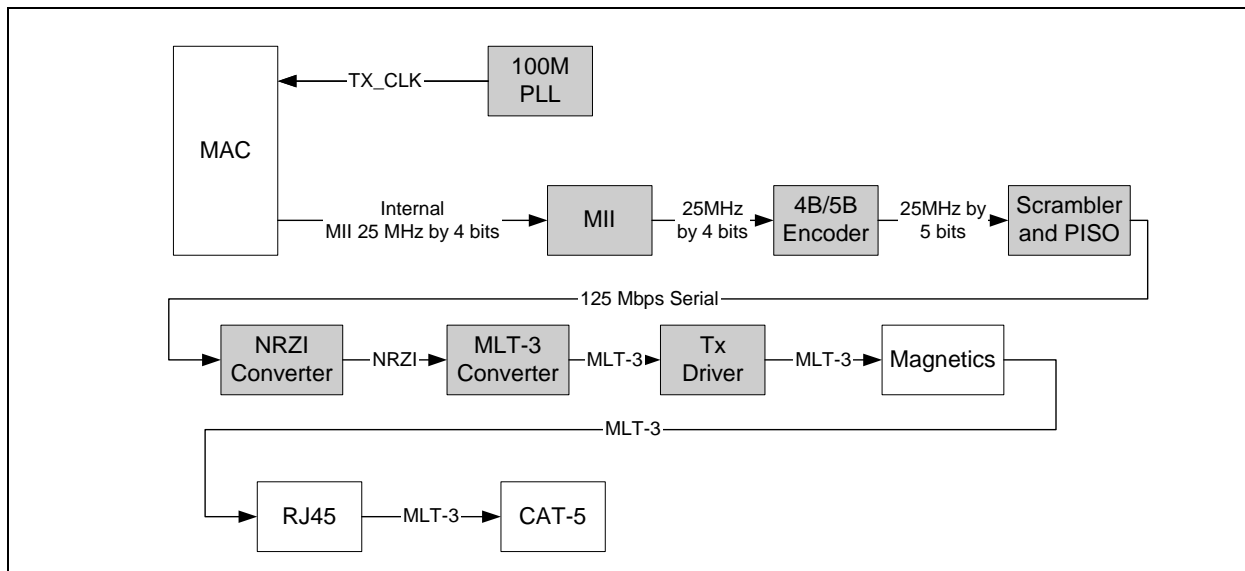 100M
PLL
TX_CLK
MAC
Internal
MII 25 MHz by 4 bits
MII
25MHz
by 4 bits
4B/5B
Encoder
25MHz by
5 bits
Scrambler
and PISO
125 Mbps Serial
NRZI
Converter
NRZI
MLT-3
Converter
MLT-3
Tx
Driver
MLT-3
Magnetics
MLT-3
RJ45
MLT-3
CAT-5